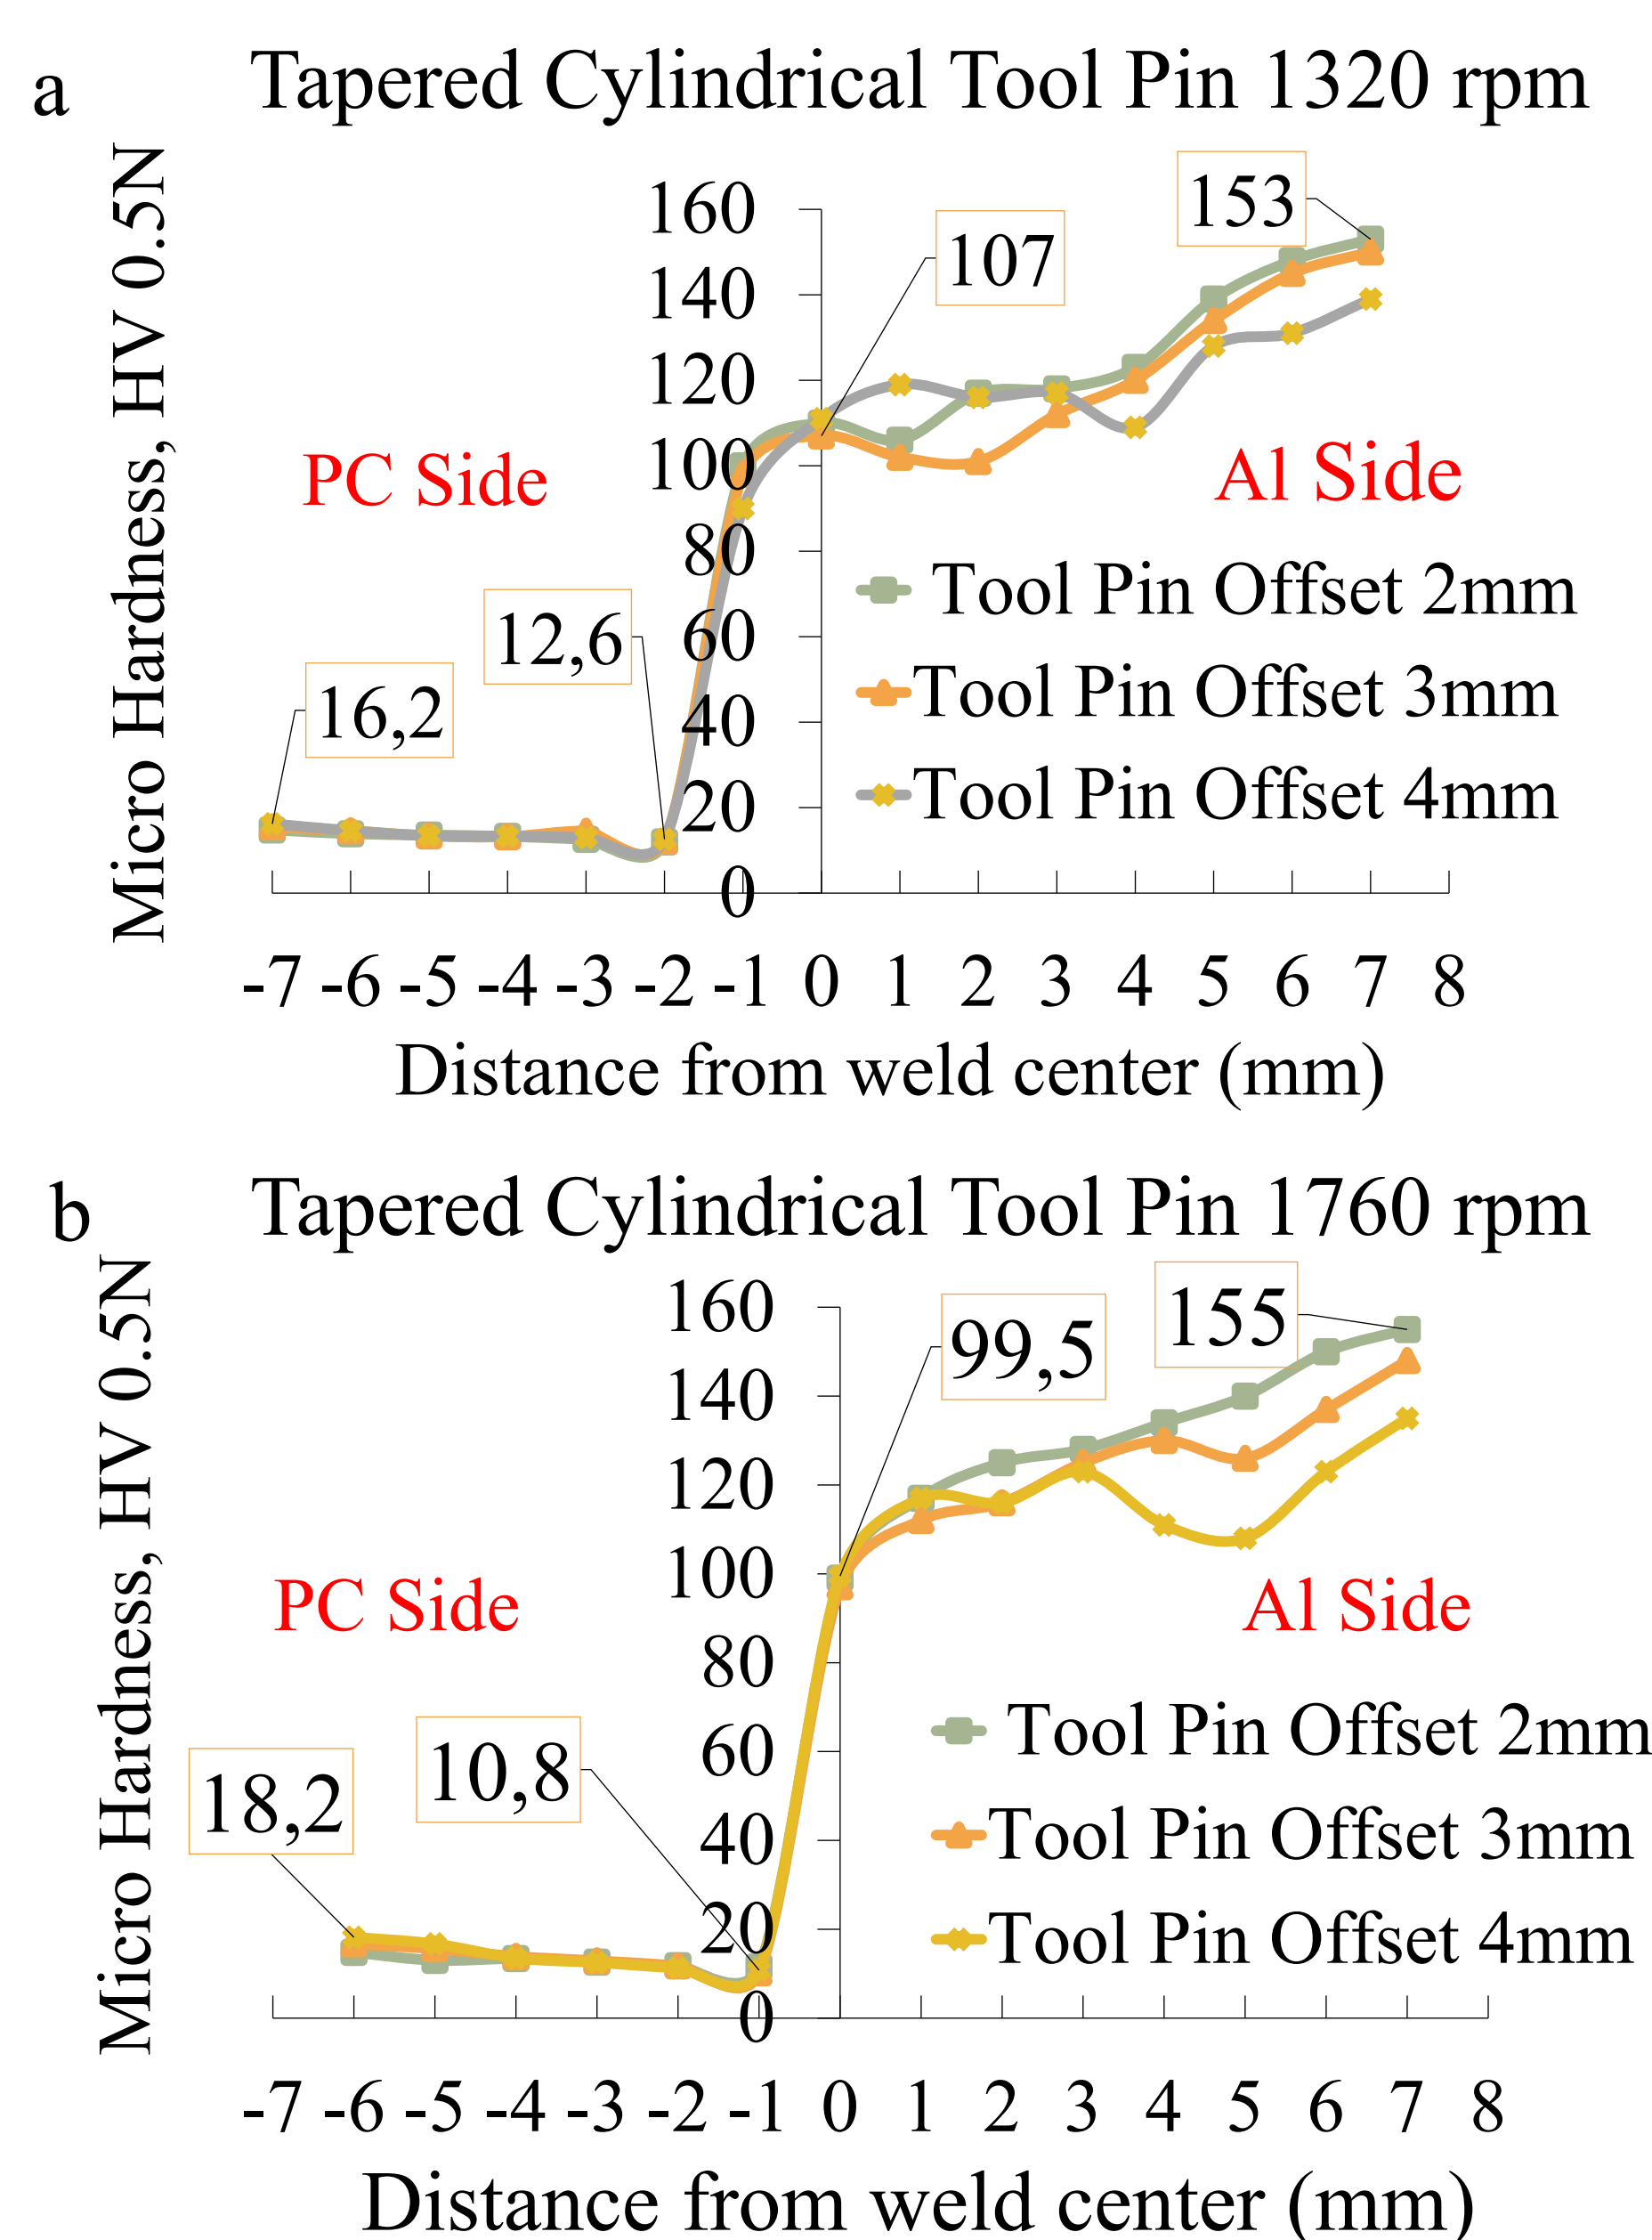 a
Tapered Cylindrical Tool Pin 1320 rpm
Micro Hardness, HV 0.5N
160
140
120
100
80
60
40
20
0
153
107
12,6
16,2
PC Side
Al Side
Tool Pin Offset 2mm
Tool Pin Offset 3mm
Tool Pin Offset 4mm
-7 -6 -5 -4 -3 -2 -1 0 1 2 3 4 5 6 7 8
Distance from weld center (mm)
b
Tapered Cylindrical Tool Pin 1760 rpm
Micro Hardness, HV 0.5N
160
140
120
100
80
60
40
20
0
155
99,5
10,8
18,2
PC Side
Al Side
Tool Pin Offset 2mm
Tool Pin Offset 3mm
Tool Pin Offset 4mm
-7 -6 -5 -4 -3 -2 -1 0 1 2 3 4 5 6 7 8
Distance from weld center (mm)